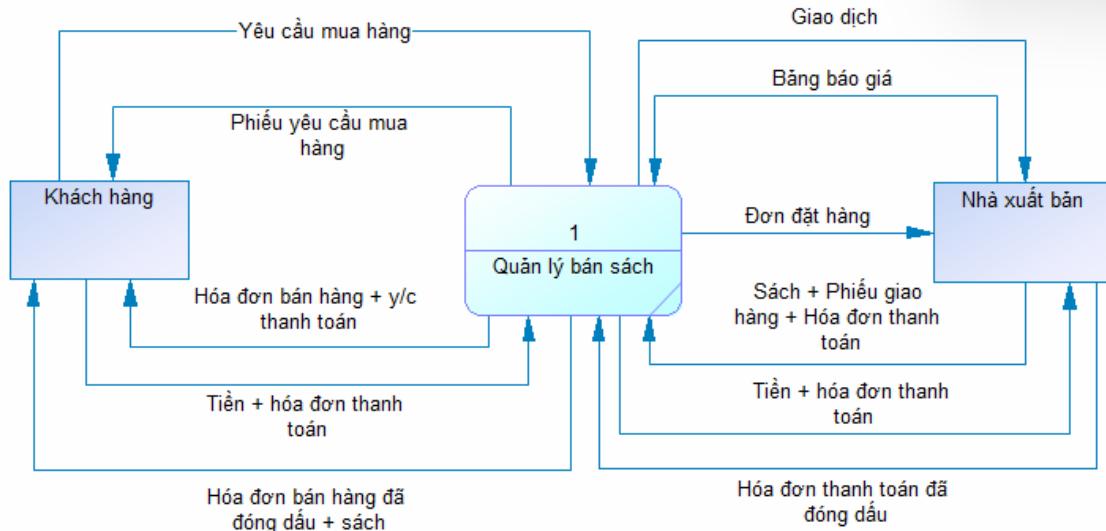 Giao dịch
Yêu cầu mua hàng
Bảng báo giá
Phiếu yêu cầu mua
hàng
Khách hàng
Nhà xuất bản
1
Quản lý bán sách
Đơn đặt hàng
Hóa đơn bán hàng + y/c
thanh toán
Sách + Phiếu giao
hàng + Hóa đơn thanh
toán
Tiền + hóa đơn thanh
toán
Tiền + hóa đơn thanh
toán
Hóa đơn bán hàng đã
đóng dấu + sách
Hóa đơn thanh toán đã
đóng dấu